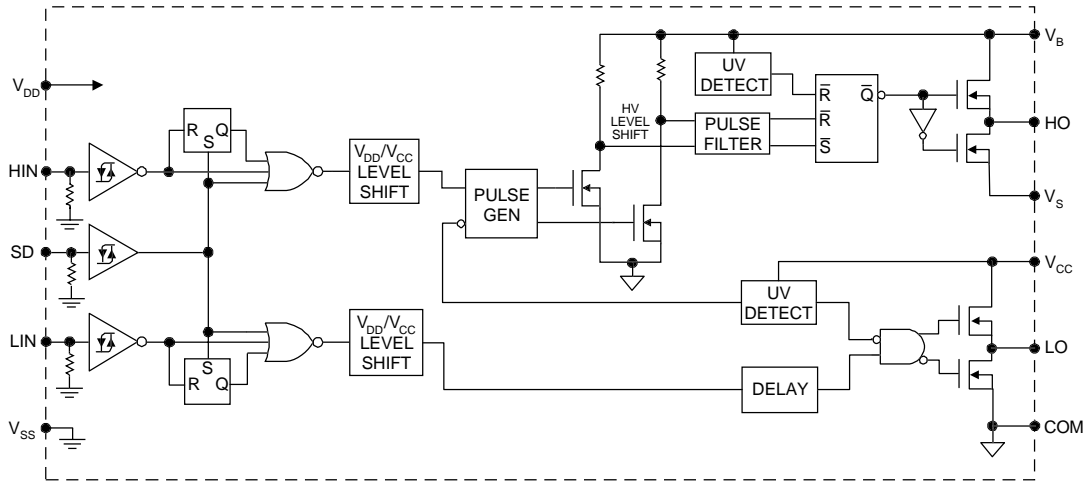 V_DD
HIN
SD
LIN
V_SS
R Q
S
S
R Q
V_DD/V_CC
LEVEL
SHIFT
V_DD/V_CC
LEVEL
SHIFT
PULSE
GEN
HV
LEVEL
SHIFT
UV
DETECT
PULSE
FILTER
R̅ Q̅
R̅
S̅
UV
DETECT
DELAY
V_B
HO
V_S
V_CC
LO
COM